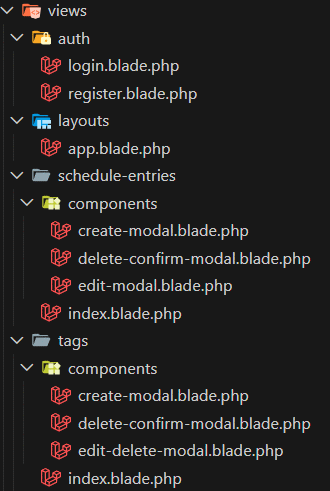 views
auth
login.blade.php
register.blade.php
layouts
app.blade.php
schedule-entries
components
create-modal.blade.php
delete-confirm-modal.blade.php
edit-modal.blade.php
index.blade.php
tags
components
create-modal.blade.php
delete-confirm-modal.blade.php
edit-delete-modal.blade.php
index.blade.php